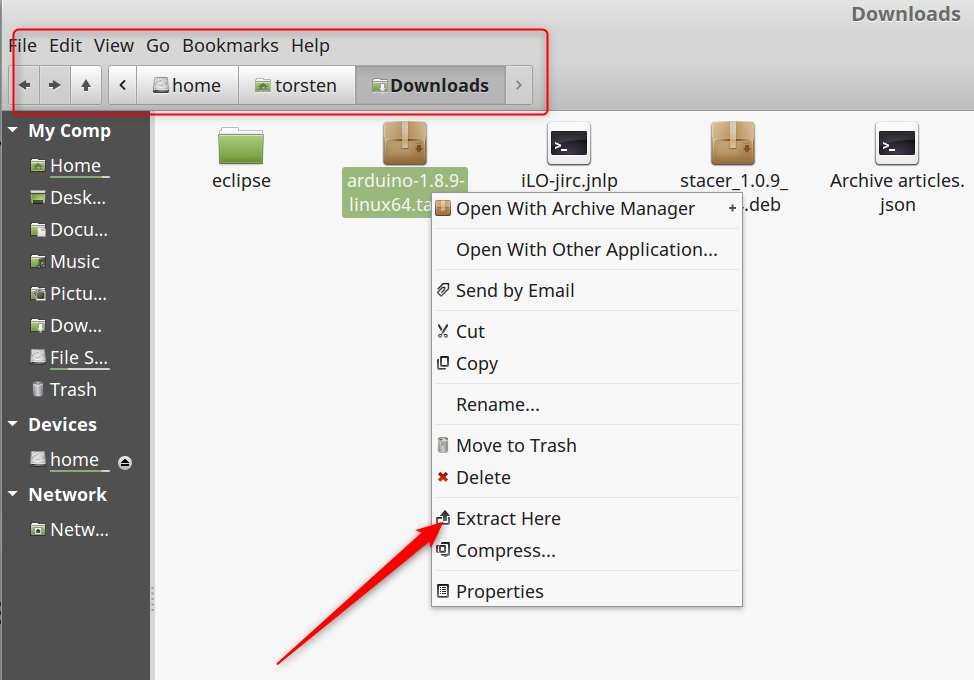 Downloads
File Edit View Go Bookmarks Help
home torsten Downloads
My Comp
Home
Desk...
Docu...
Music
Pictu...
Dow...
File S...
Trash
Devices
home
Network
Netw...
eclipse
arduino-1.8.9-
linux64.ta
iLO-jirc.jnlp
stacer_1.0.9_
.deb
Archive articles.
json
Open With Archive Manager +
Open With Other Application...
Send by Email
Cut
Copy
Rename...
Move to Trash
Delete
Extract Here
Compress...
Properties